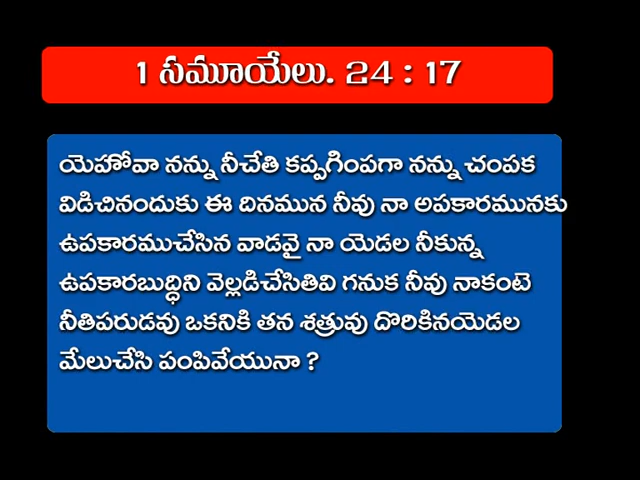 1 సమూయేలు. 24 : 17
యెహోవా నన్ను నీచేతి కప్పగింపగా నన్ను చంపక
విడిచినందుకు ఈ దినమున నీవు నా అపకారమునకు
ఉపకారముచేసిన వాడవై నా యెడల నీకున్న
ఉపకారబుద్ధిని వెల్లడిచేసితివి గనుక నీవు నాకంటె
నీతిపరుడవు ఒకనికి తన శత్రువు దొరికినయెడల
మేలుచేసి పంపివేయునా ?